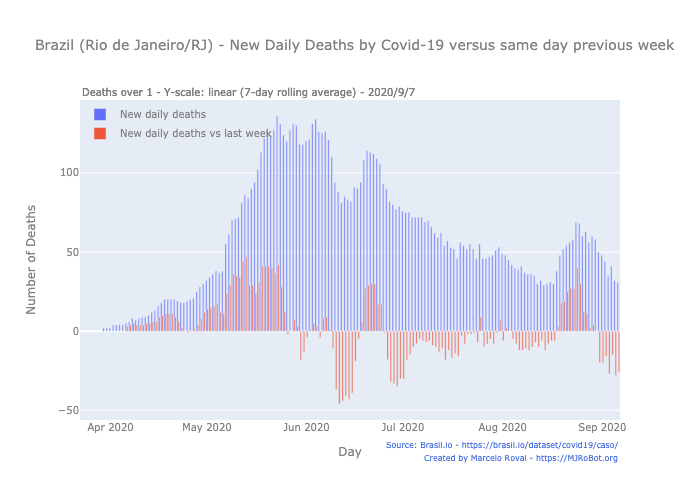 Brazil (Rio de Janeiro/RJ) - New Daily Deaths by Covid-19 versus same day previous week
Deaths over 1 - Y-scale: linear (7-day rolling average) - 2020/9/7
New daily deaths
New daily deaths vs last week
Number of Deaths
100
50
0
−50
Apr 2020
May 2020
Jun 2020
Jul 2020
Aug 2020
Sep 2020
Day
Source: Brasil.io - https://brasil.io/dataset/covid19/caso/
Created by Marcelo Rovai - https://MJRoBot.org